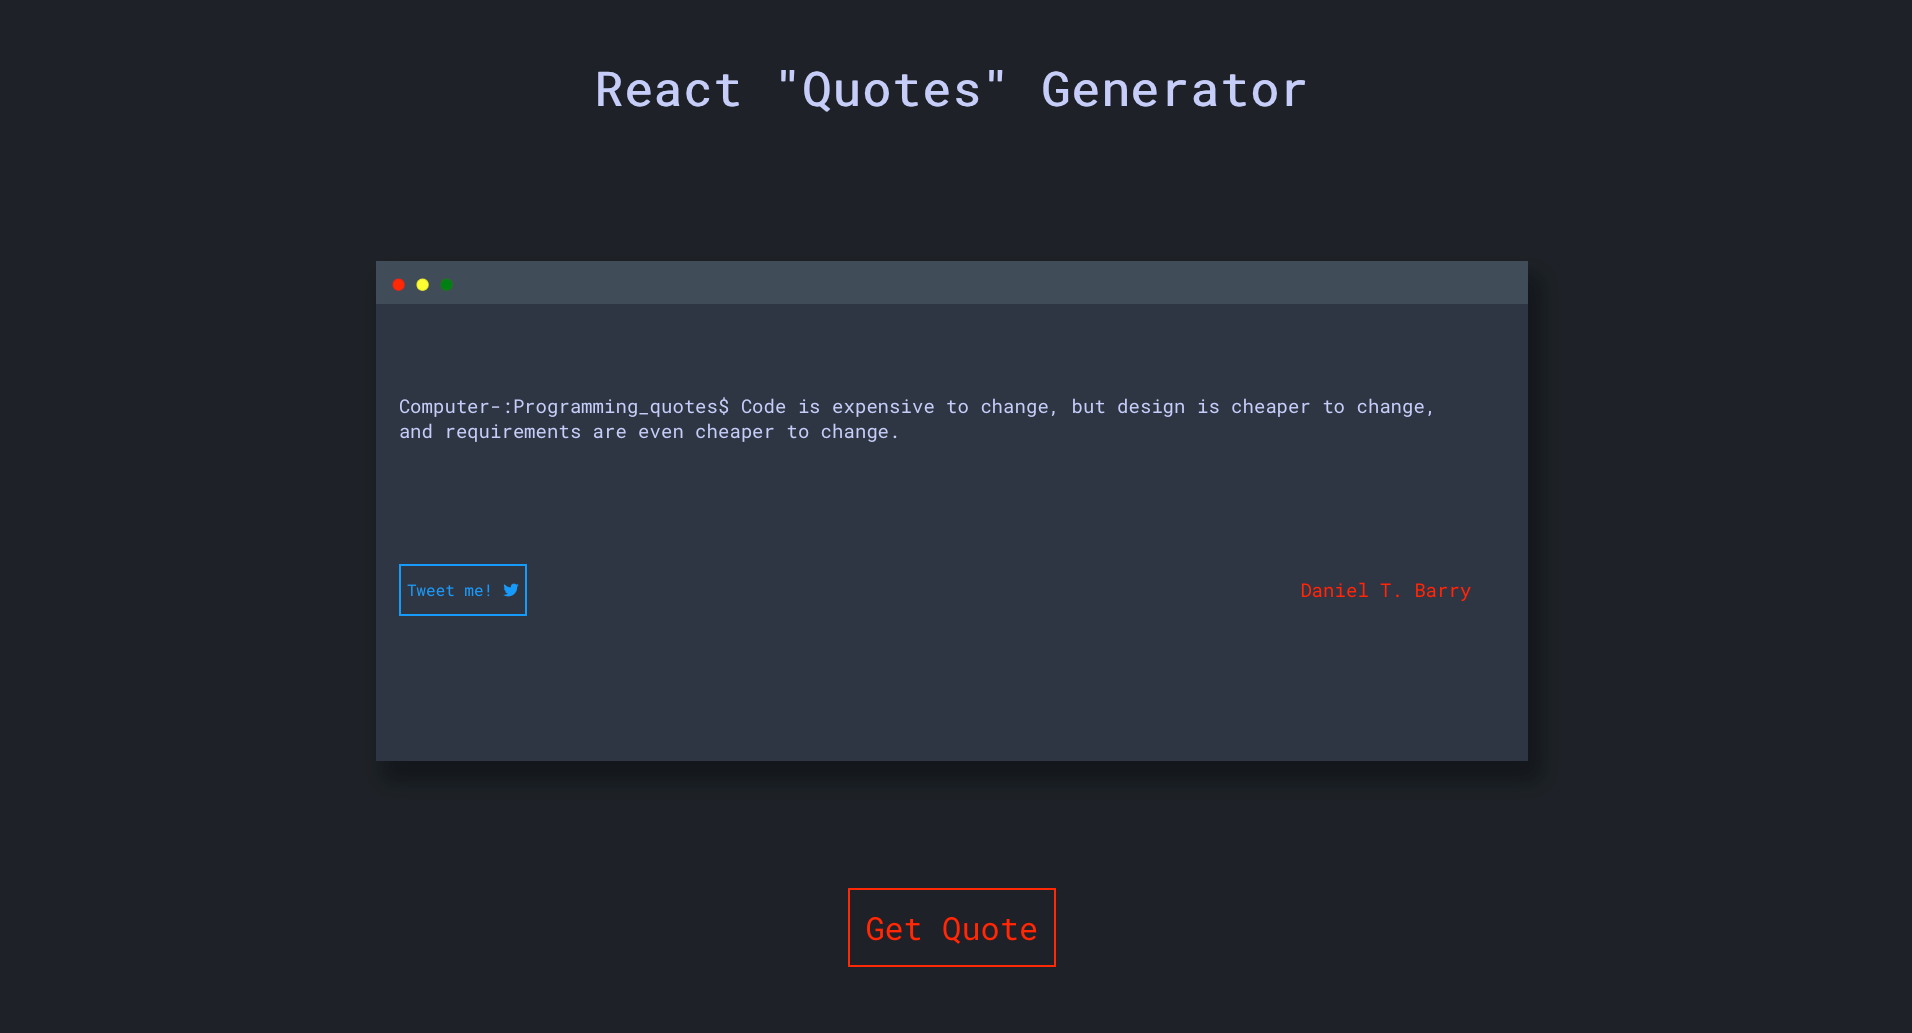 React "Quotes" Generator
Computer-:Programming_quotes$ Code is expensive to change, but design is cheaper to change,
and requirements are even cheaper to change.
Tweet me!
Daniel T. Barry
Get Quote